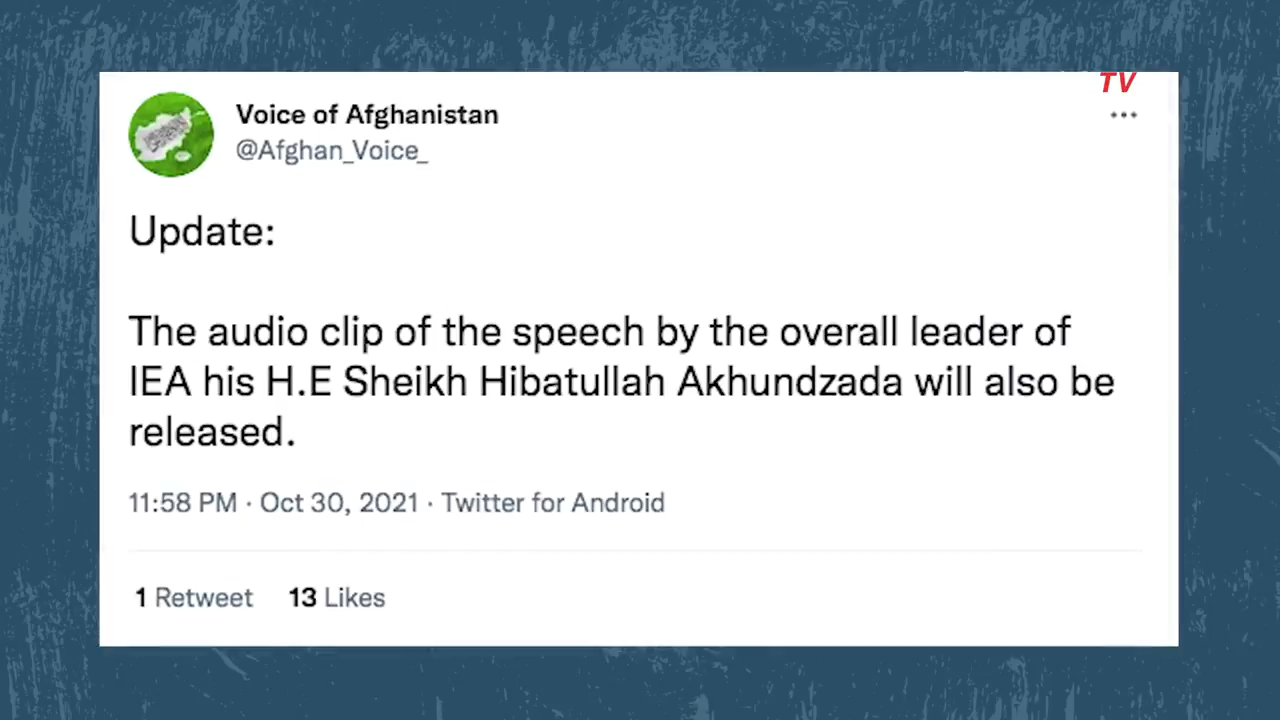 TV
Voice of Afghanistan
@Afghan_Voice_
Update:
The audio clip of the speech by the overall leader of
IEA his H.E Sheikh Hibatullah Akhundzada will also be
released.
11:58 PM · Oct 30, 2021 · Twitter for Android
1 Retweet 13 Likes